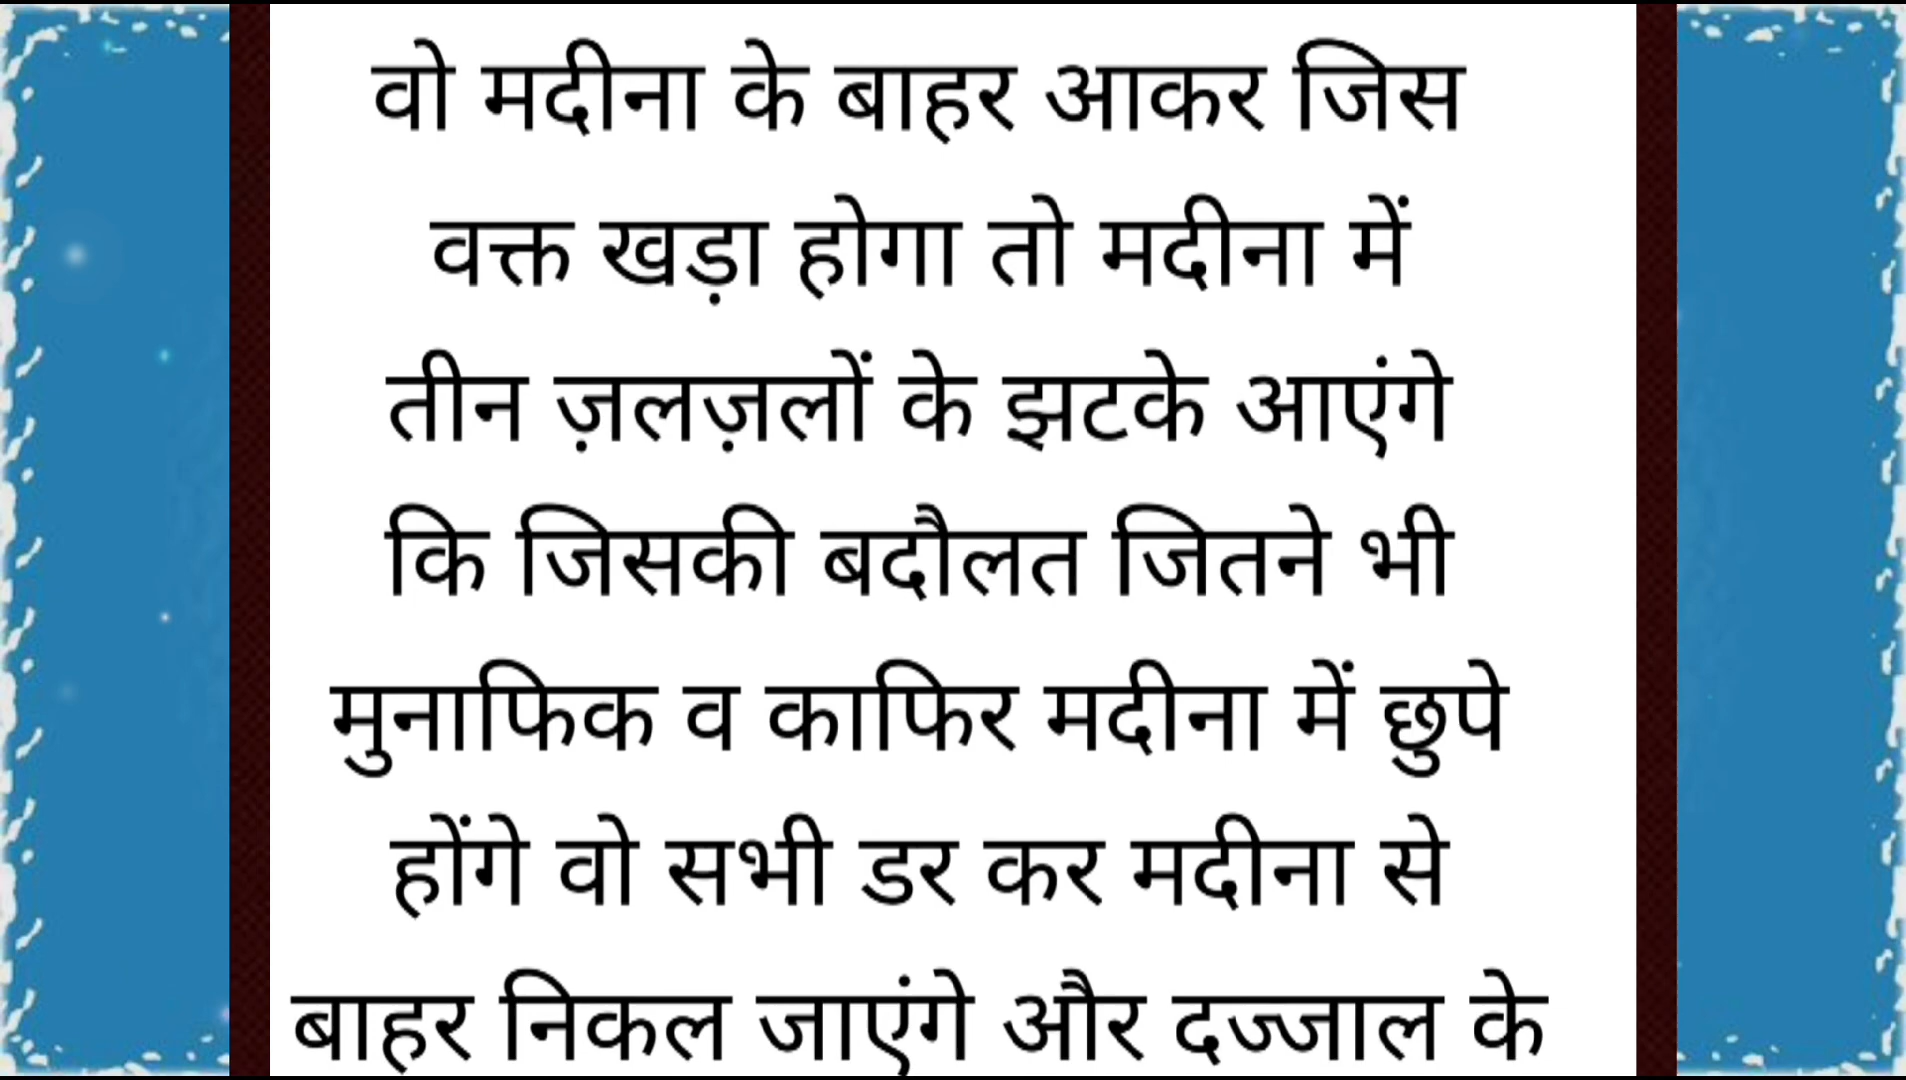 वो मदीना के बाहर आकर जिस
वक्त खड़ा होगा तो मदीना में
तीन ज़लज़लों के झटके आएंगे
कि जिसकी बदौलत जितने भी
मुनाफिक व काफिर मदीना में छुपे
होंगे वो सभी डर कर मदीना से
बाहर निकल जाएंगे और दज्जाल के